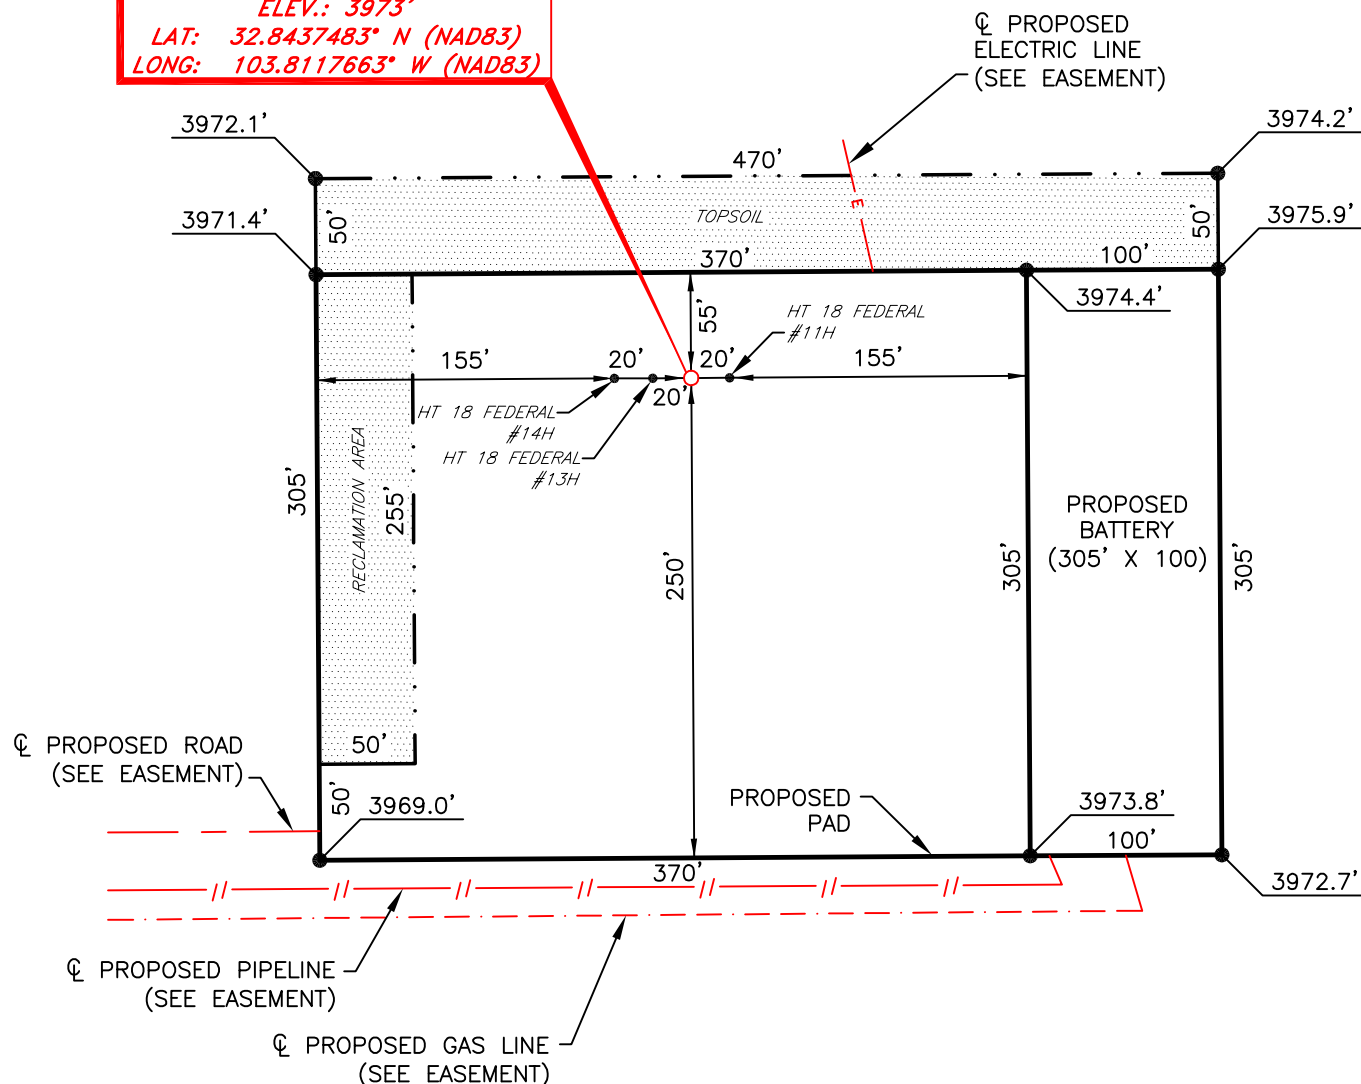 ELEV.: 3973'
LAT: 32.8437483° N (NAD83)
LONG: 103.8117663° W (NAD83)
℄ PROPOSED
ELECTRIC LINE
(SEE EASEMENT)
3972.1'
3974.2'
470'
E
TOPSOIL
50'
50'
3971.4'
3975.9'
370'
100'
3974.4'
55'
HT 18 FEDERAL
#11H
155'
20'
20'
155'
20'
HT 18 FEDERAL
#14H
HT 18 FEDERAL
#13H
RECLAMATION AREA
305'
255'
250'
305'
PROPOSED
BATTERY
(305' X 100)
305'
50'
℄ PROPOSED ROAD
(SEE EASEMENT)
50'
3969.0'
PROPOSED
PAD
3973.8'
100'
370'
3972.7'
℄ PROPOSED PIPELINE
(SEE EASEMENT)
℄ PROPOSED GAS LINE
(SEE EASEMENT)